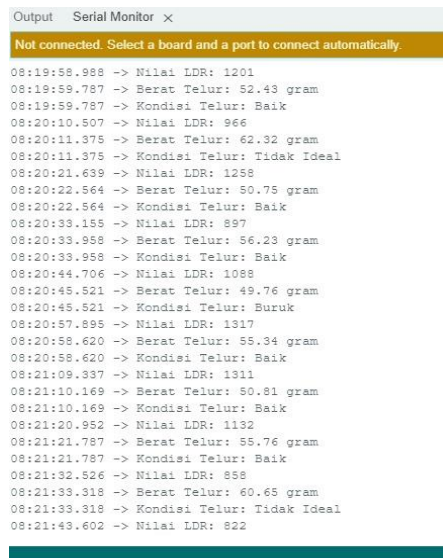 Output Serial Monitor ×
Not connected. Select a board and a port to connect automatically.
08:19:58.988 -> Nilai LDR: 1201
08:19:59.787 -> Berat Telur: 52.43 gram
08:19:59.787 -> Kondisi Telur: Baik
08:20:10.507 -> Nilai LDR: 966
08:20:11.375 -> Berat Telur: 62.32 gram
08:20:11.375 -> Kondisi Telur: Tidak Ideal
08:20:21.639 -> Nilai LDR: 1258
08:20:22.564 -> Berat Telur: 50.75 gram
08:20:22.564 -> Kondisi Telur: Baik
08:20:33.155 -> Nilai LDR: 897
08:20:33.958 -> Berat Telur: 56.23 gram
08:20:33.958 -> Kondisi Telur: Baik
08:20:44.706 -> Nilai LDR: 1088
08:20:45.521 -> Berat Telur: 49.76 gram
08:20:45.521 -> Kondisi Telur: Buruk
08:20:57.895 -> Nilai LDR: 1317
08:20:58.620 -> Berat Telur: 55.34 gram
08:20:58.620 -> Kondisi Telur: Baik
08:21:09.337 -> Nilai LDR: 1311
08:21:10.169 -> Berat Telur: 50.81 gram
08:21:10.169 -> Kondisi Telur: Baik
08:21:20.952 -> Nilai LDR: 1132
08:21:21.787 -> Berat Telur: 55.76 gram
08:21:21.787 -> Kondisi Telur: Baik
08:21:32.526 -> Nilai LDR: 858
08:21:33.318 -> Berat Telur: 60.65 gram
08:21:33.318 -> Kondisi Telur: Tidak Ideal
08:21:43.602 -> Nilai LDR: 822